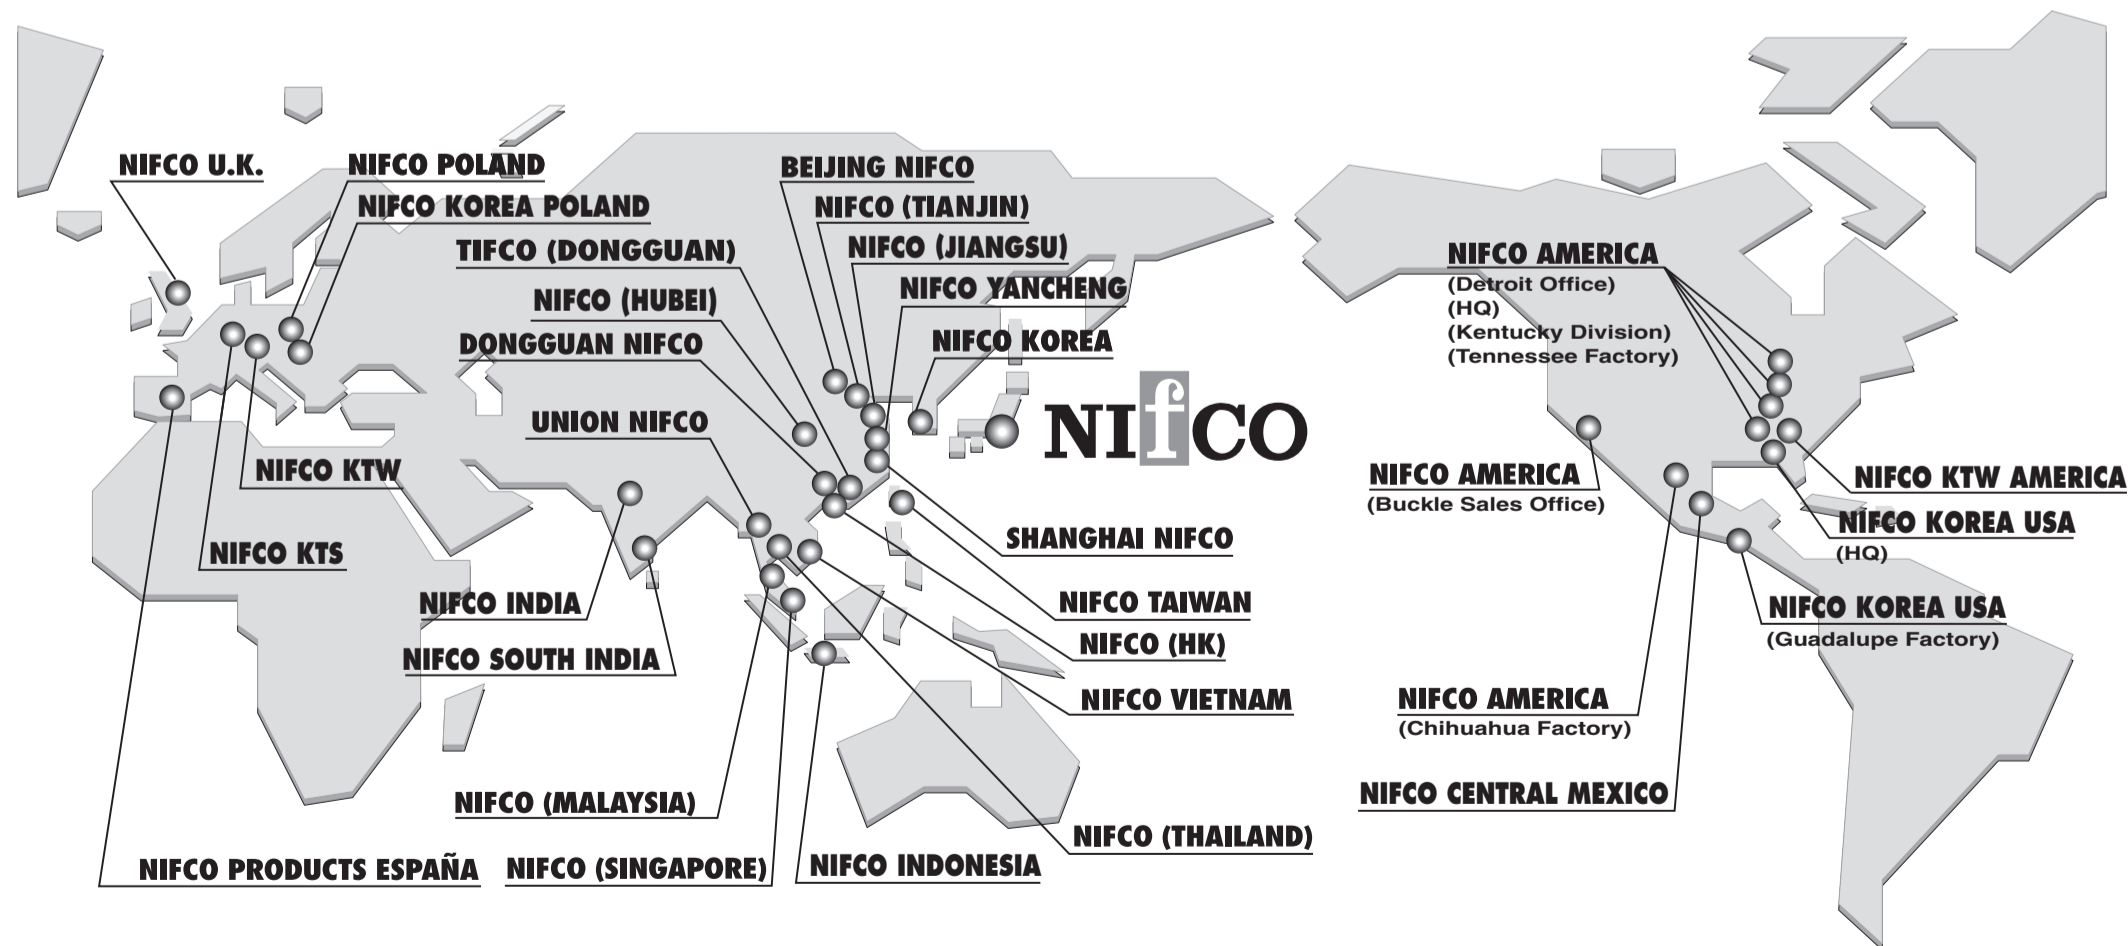 NIFCO U.K.
NIFCO POLAND
NIFCO KOREA POLAND
TIFCO (DONGGUAN)
NIFCO (HUBEI)
DONGGUAN NIFCO
UNION NIFCO
BEIJING NIFCO
NIFCO (TIANJIN)
NIFCO (JIANGSU)
NIFCO YANCHENG
NIFCO KOREA
NIFCO
NIFCO KTW
NIFCO KTS
NIFCO INDIA
NIFCO SOUTH INDIA
SHANGHAI NIFCO
NIFCO TAIWAN
NIFCO (HK)
NIFCO VIETNAM
NIFCO (MALAYSIA)
NIFCO (THAILAND)
NIFCO PRODUCTS ESPAÑA
NIFCO (SINGAPORE)
NIFCO INDONESIA
NIFCO AMERICA
(Detroit Office)
(HQ)
(Kentucky Division)
(Tennessee Factory)
NIFCO AMERICA
(Buckle Sales Office)
NIFCO KTW AMERICA
NIFCO KOREA USA
(HQ)
NIFCO KOREA USA
(Guadalupe Factory)
NIFCO AMERICA
(Chihuahua Factory)
NIFCO CENTRAL MEXICO